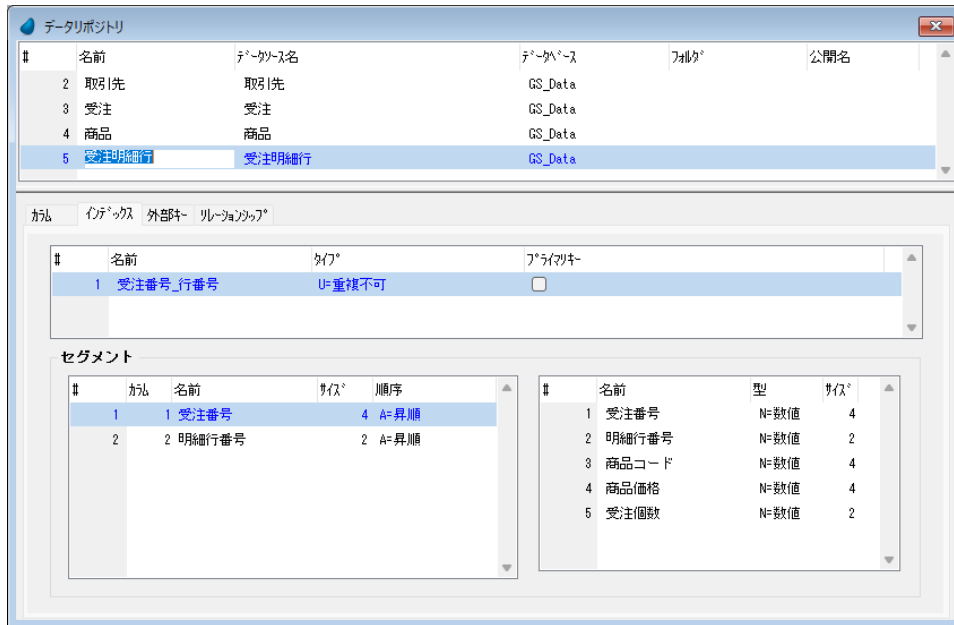 データリポジトリ
# 名前 ﾃﾞｰﾀｿｰｽ名 ﾃﾞｰﾀﾍﾞｰｽ ﾌｫﾙﾀﾞ 公開名
2 取引先 取引先 GS_Data
3 受注 受注 GS_Data
4 商品 商品 GS_Data
5 受注明細行 受注明細行 GS_Data
ｶﾗﾑ ｲﾝﾃﾞｯｸｽ 外部ｷｰ ﾘﾚｰｼｮﾝｼｯﾌﾟ
# 名前 ﾀｲﾌﾟ ﾌﾟﾗｲﾏﾘｷｰ
1 受注番号_行番号 U=重複不可
セグメント
# ｶﾗﾑ 名前 ｻｲｽﾞ 順序
1 1 受注番号 4 A=昇順
2 2 明細行番号 2 A=昇順
# 名前 型 ｻｲｽﾞ
1 受注番号 N=数値 4
2 明細行番号 N=数値 2
3 商品コード N=数値 4
4 商品価格 N=数値 4
5 受注個数 N=数値 2